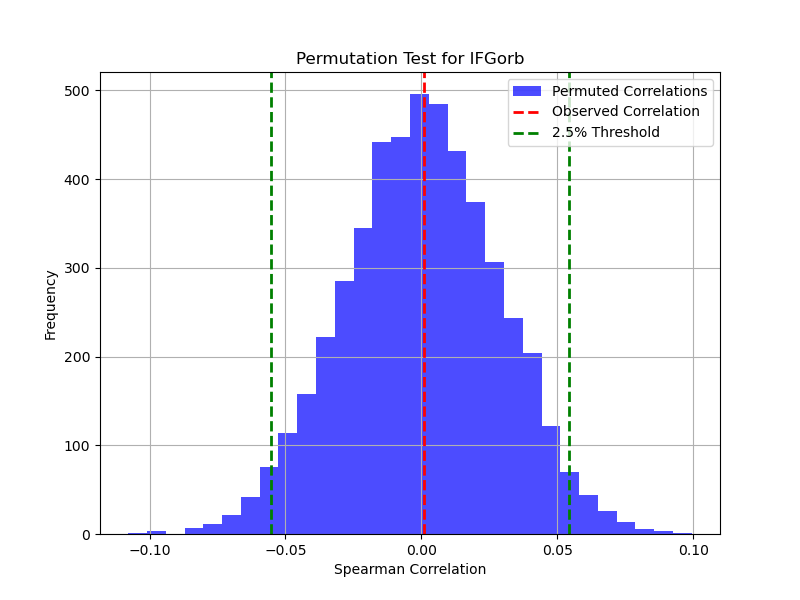 Permutation Test for IFGorb
Permuted Correlations
Observed Correlation
2.5% Threshold
500
400
300
200
100
0
Frequency
−0.10
−0.05
0.00
0.05
0.10
Spearman Correlation